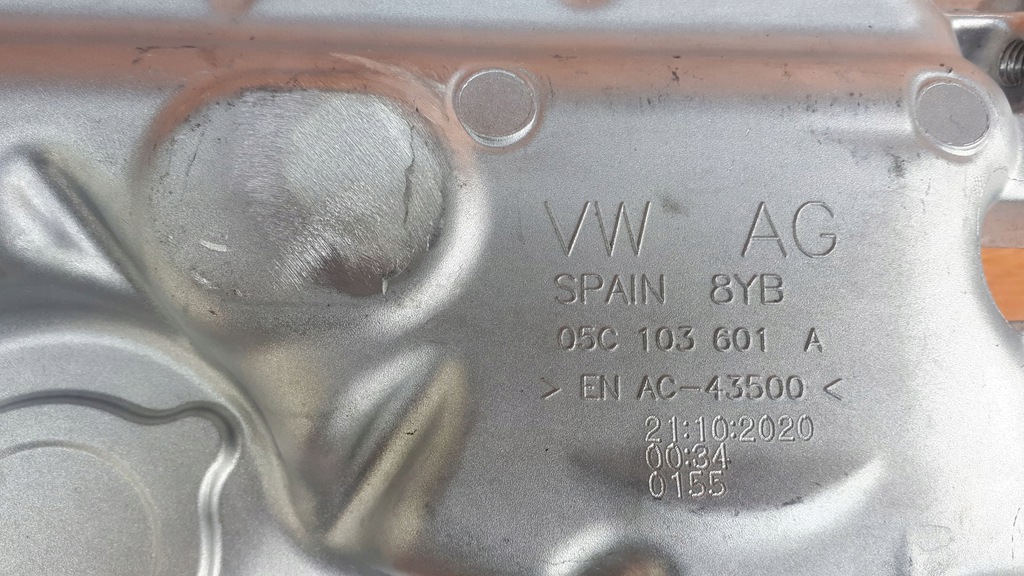 VW AG
SPAIN 8YB
05C 103 601 A
> EN AC-43500 <
21:10:2020
00:34
0155